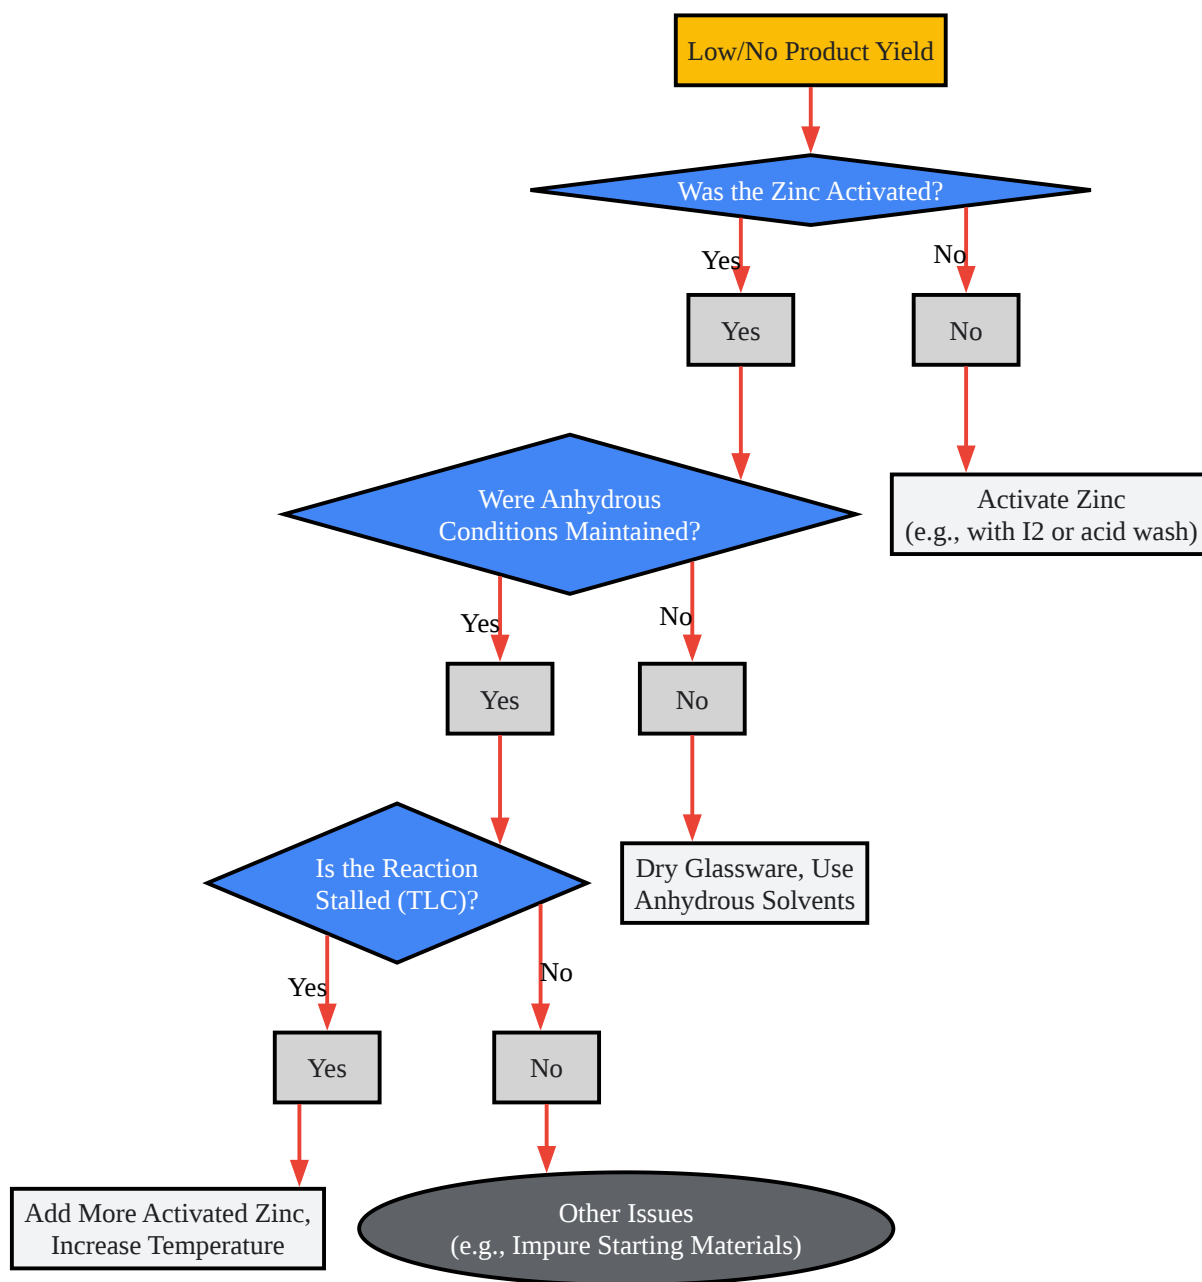 Low/No Product Yield
Was the Zinc Activated?
Yes
No
Yes
No
Were Anhydrous
Conditions Maintained?
Activate Zinc
(e.g., with I2 or acid wash)
Yes
No
Yes
No
Is the Reaction
Stalled (TLC)?
Dry Glassware, Use
Anhydrous Solvents
Yes
No
Yes
No
Add More Activated Zinc,
Increase Temperature
Other Issues
(e.g., Impure Starting Materials)